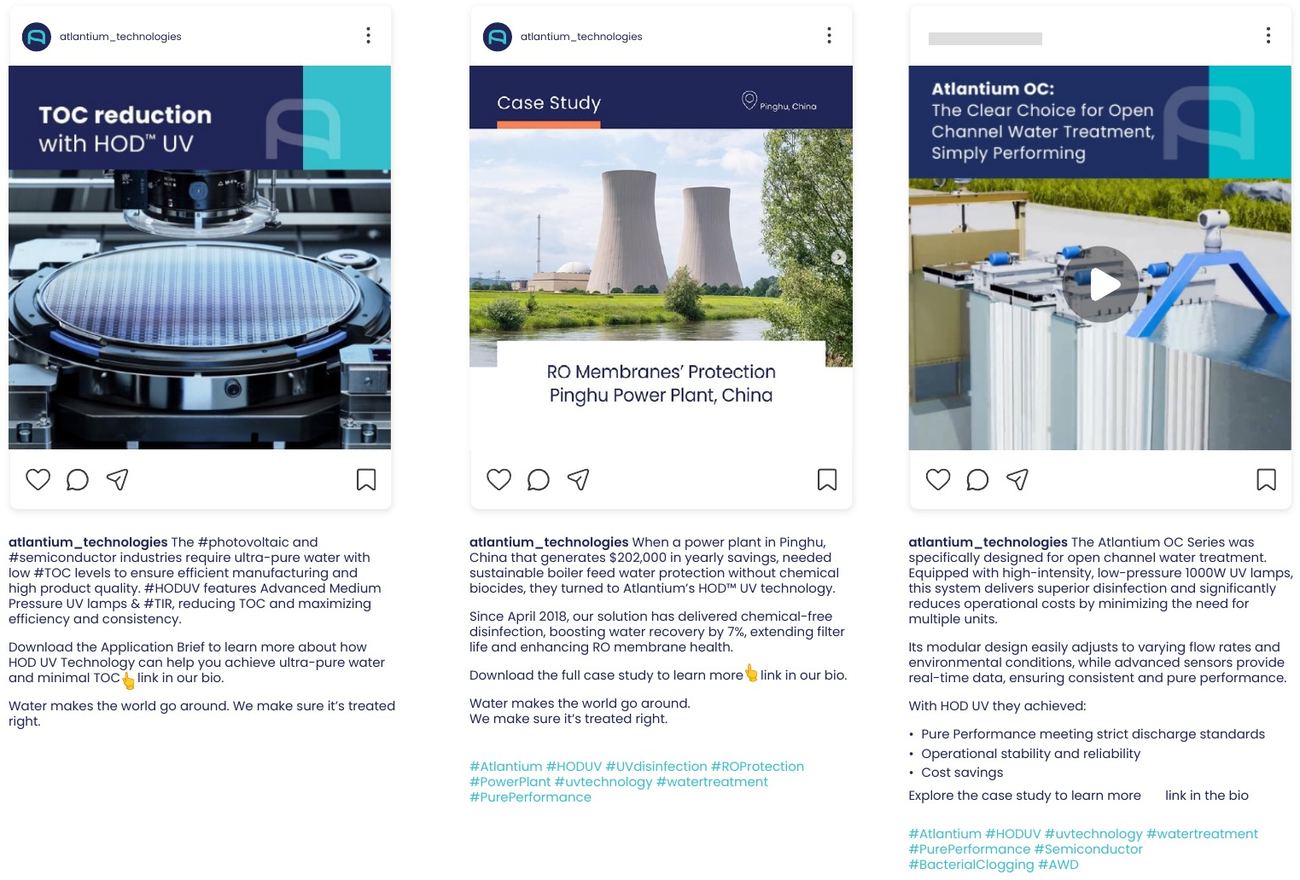 atlantium_technologies
TOC reduction
with HOD™ UV
atlantium_technologies The #photovoltaic and
#semiconductor industries require ultra-pure water with
low #TOC levels to ensure efficient manufacturing and
high product quality. #HODUV features Advanced Medium
Pressure UV lamps & #TIR, reducing TOC and maximizing
efficiency and consistency.
Download the Application Brief to learn more about how
HOD UV Technology can help you achieve ultra-pure water
and minimal TOC👆link in our bio.
Water makes the world go around. We make sure it’s treated
right.
atlantium_technologies
Case Study
Pinghu, China
RO Membranes’ Protection
Pinghu Power Plant, China
atlantium_technologies When a power plant in Pinghu,
China that generates $202,000 in yearly savings, needed
sustainable boiler feed water protection without chemical
biocides, they turned to Atlantium’s HOD™ UV technology.
Since April 2018, our solution has delivered chemical-free
disinfection, boosting water recovery by 7%, extending filter
life and enhancing RO membrane health.
Download the full case study to learn more👆link in our bio.
Water makes the world go around.
We make sure it’s treated right.
#Atlantium #HODUV #UVdisinfection #ROProtection
#PowerPlant #uvtechnology #watertreatment
#PurePerformance
Atlantium OC:
The Clear Choice for Open
Channel Water Treatment,
Simply Performing
atlantium_technologies The Atlantium OC Series was
specifically designed for open channel water treatment.
Equipped with high-intensity, low-pressure 1000W UV lamps,
this system delivers superior disinfection and significantly
reduces operational costs by minimizing the need for
multiple units.
Its modular design easily adjusts to varying flow rates and
environmental conditions, while advanced sensors provide
real-time data, ensuring consistent and pure performance.
With HOD UV they achieved:
• Pure Performance meeting strict discharge standards
• Operational stability and reliability
• Cost savings
Explore the case study to learn more link in the bio
#Atlantium #HODUV #uvtechnology #watertreatment
#PurePerformance #Semiconductor
#BacterialClogging #AWD